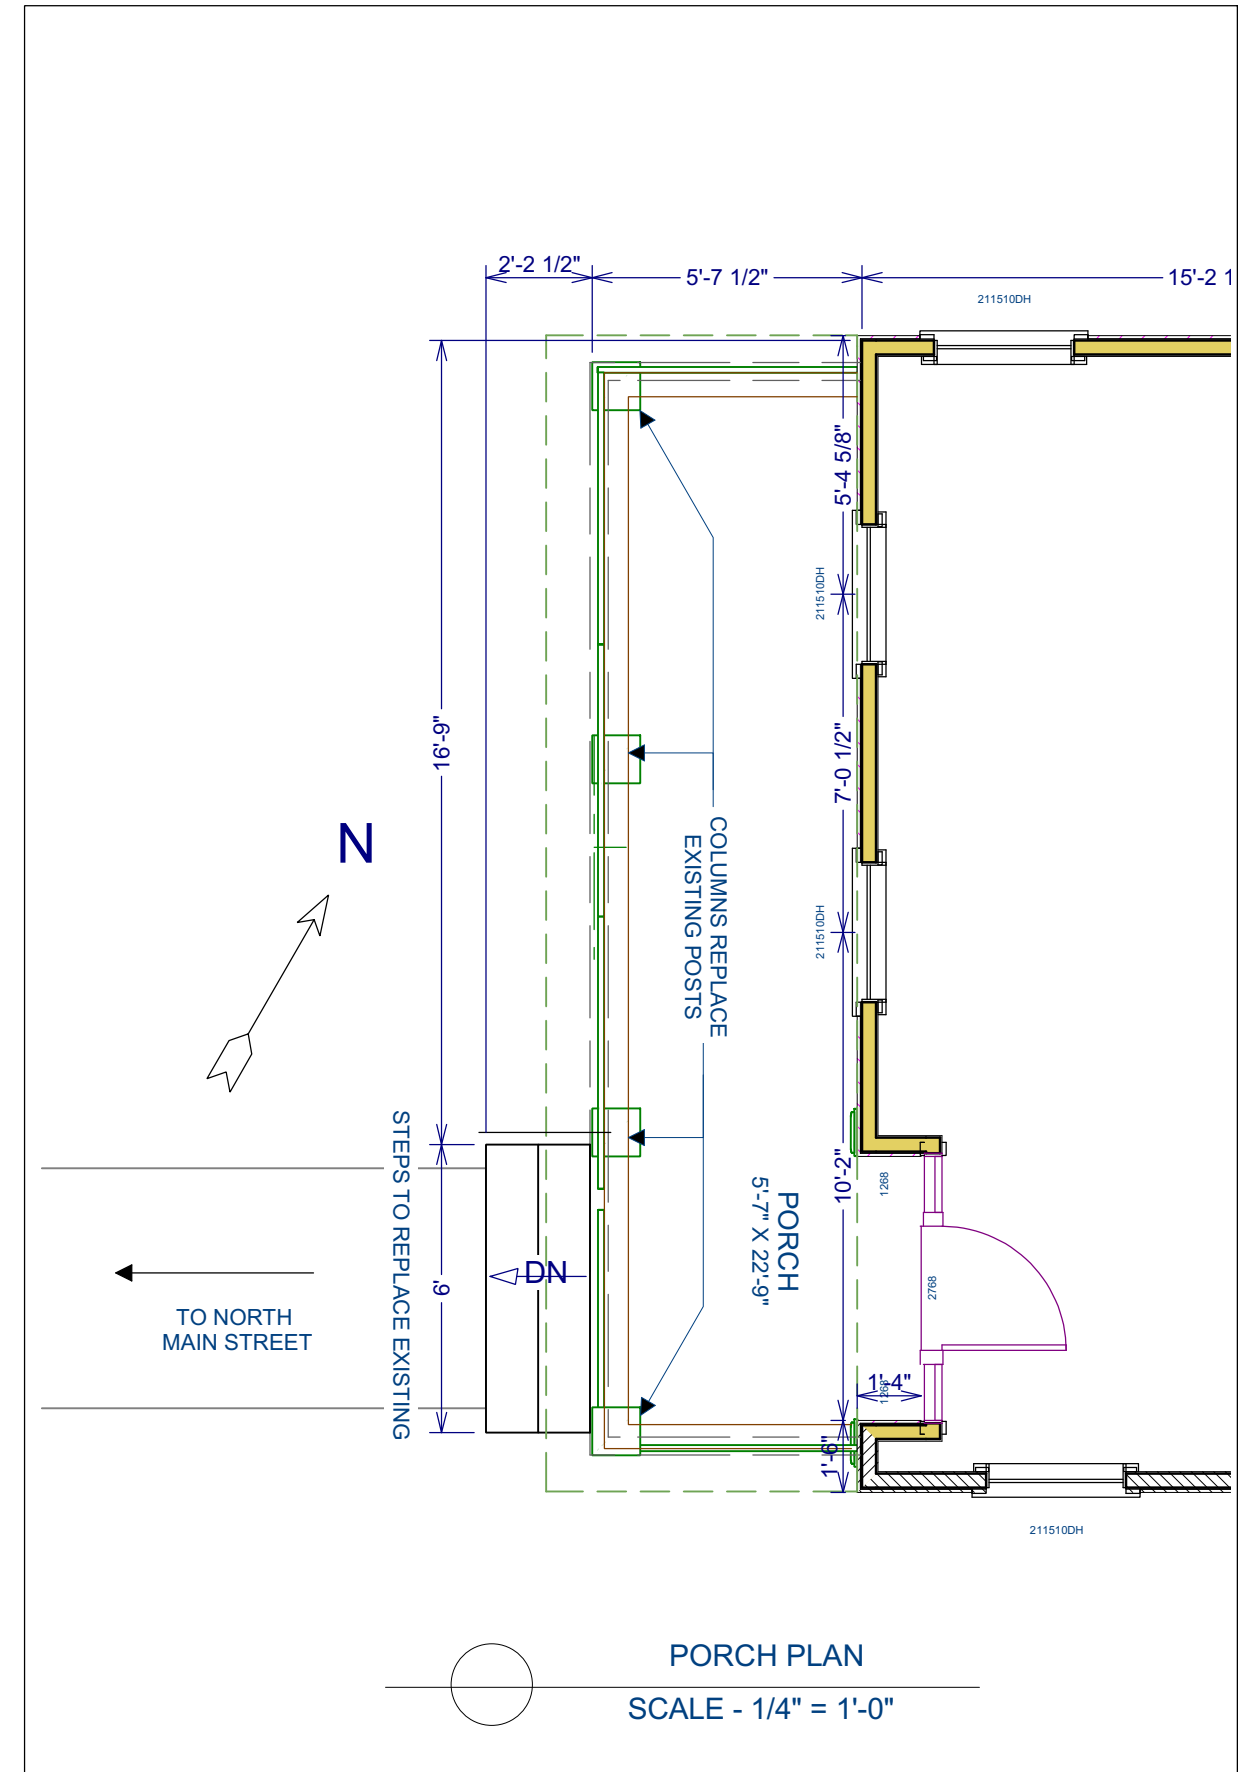 2'-2 1/2"
5'-7 1/2"
15'-2 1
211510DH
5'-4 5/8"
211510DH
16'-9"
7'-0 1/2"
N
COLUMNS REPLACE
EXISTING POSTS
211510DH
STEPS TO REPLACE EXISTING
10'-2"
1268
PORCH
5'-7" X 22'-9"
DN
6'
2768
TO NORTH
MAIN STREET
1'-4"
1268
1'-6"
211510DH
PORCH PLAN
SCALE - 1/4" = 1'-0"